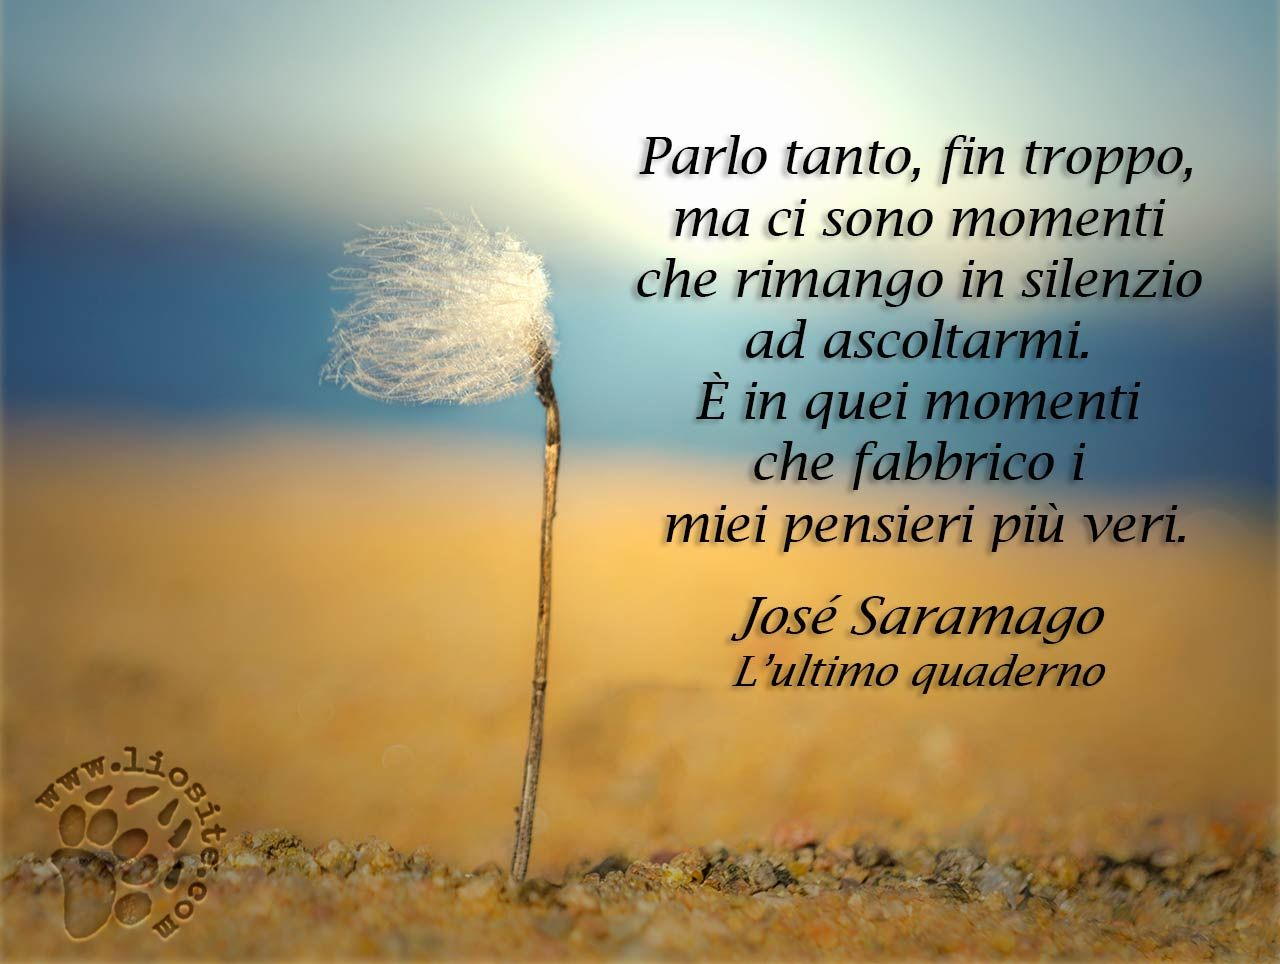 Parlo tanto, fin troppo,
ma ci sono momenti
che rimango in silenzio
ad ascoltarmi.
È in quei momenti
che fabbrico i
miei pensieri più veri.
José Saramago
L’ultimo quaderno
www.liosite.com